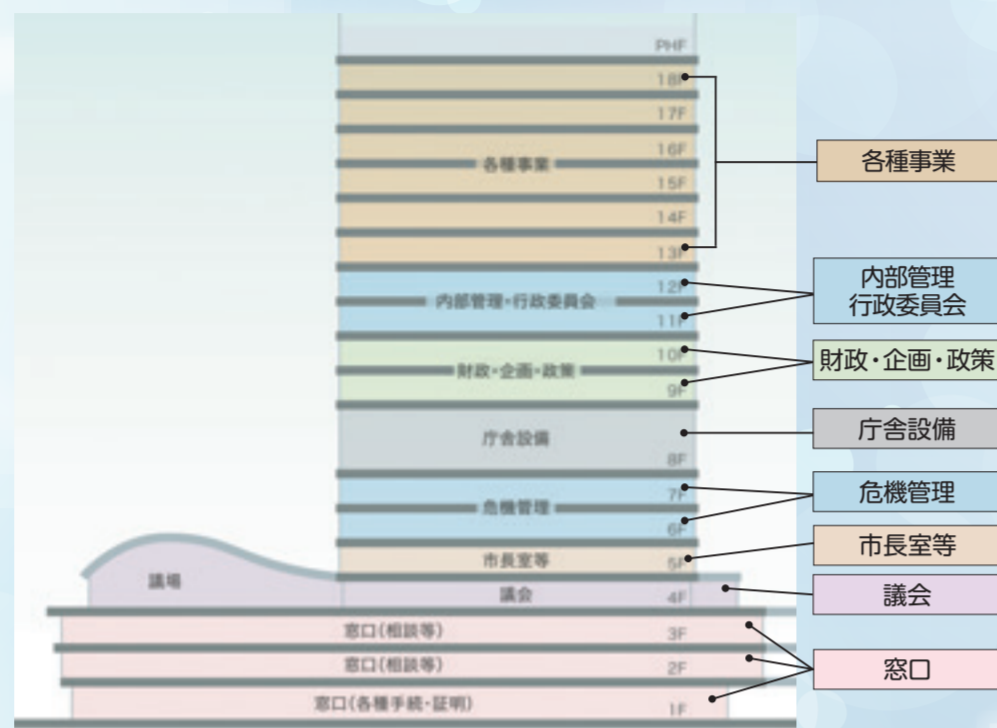 PHF
18F
17F
16F
各種事業
15F
14F
13F
各種事業
12F
内部管理・行政委員会
11F
内部管理
行政委員会
10F
財政・企画・政策
9F
財政・企画・政策
庁舎設備
8F
庁舎設備
7F
危機管理
6F
危機管理
市長室等
5F
市長室等
議場
議会
4F
議会
窓口(相談等)
3F
窓口(相談等)
2F
窓口
窓口(各種手続・証明)
1F